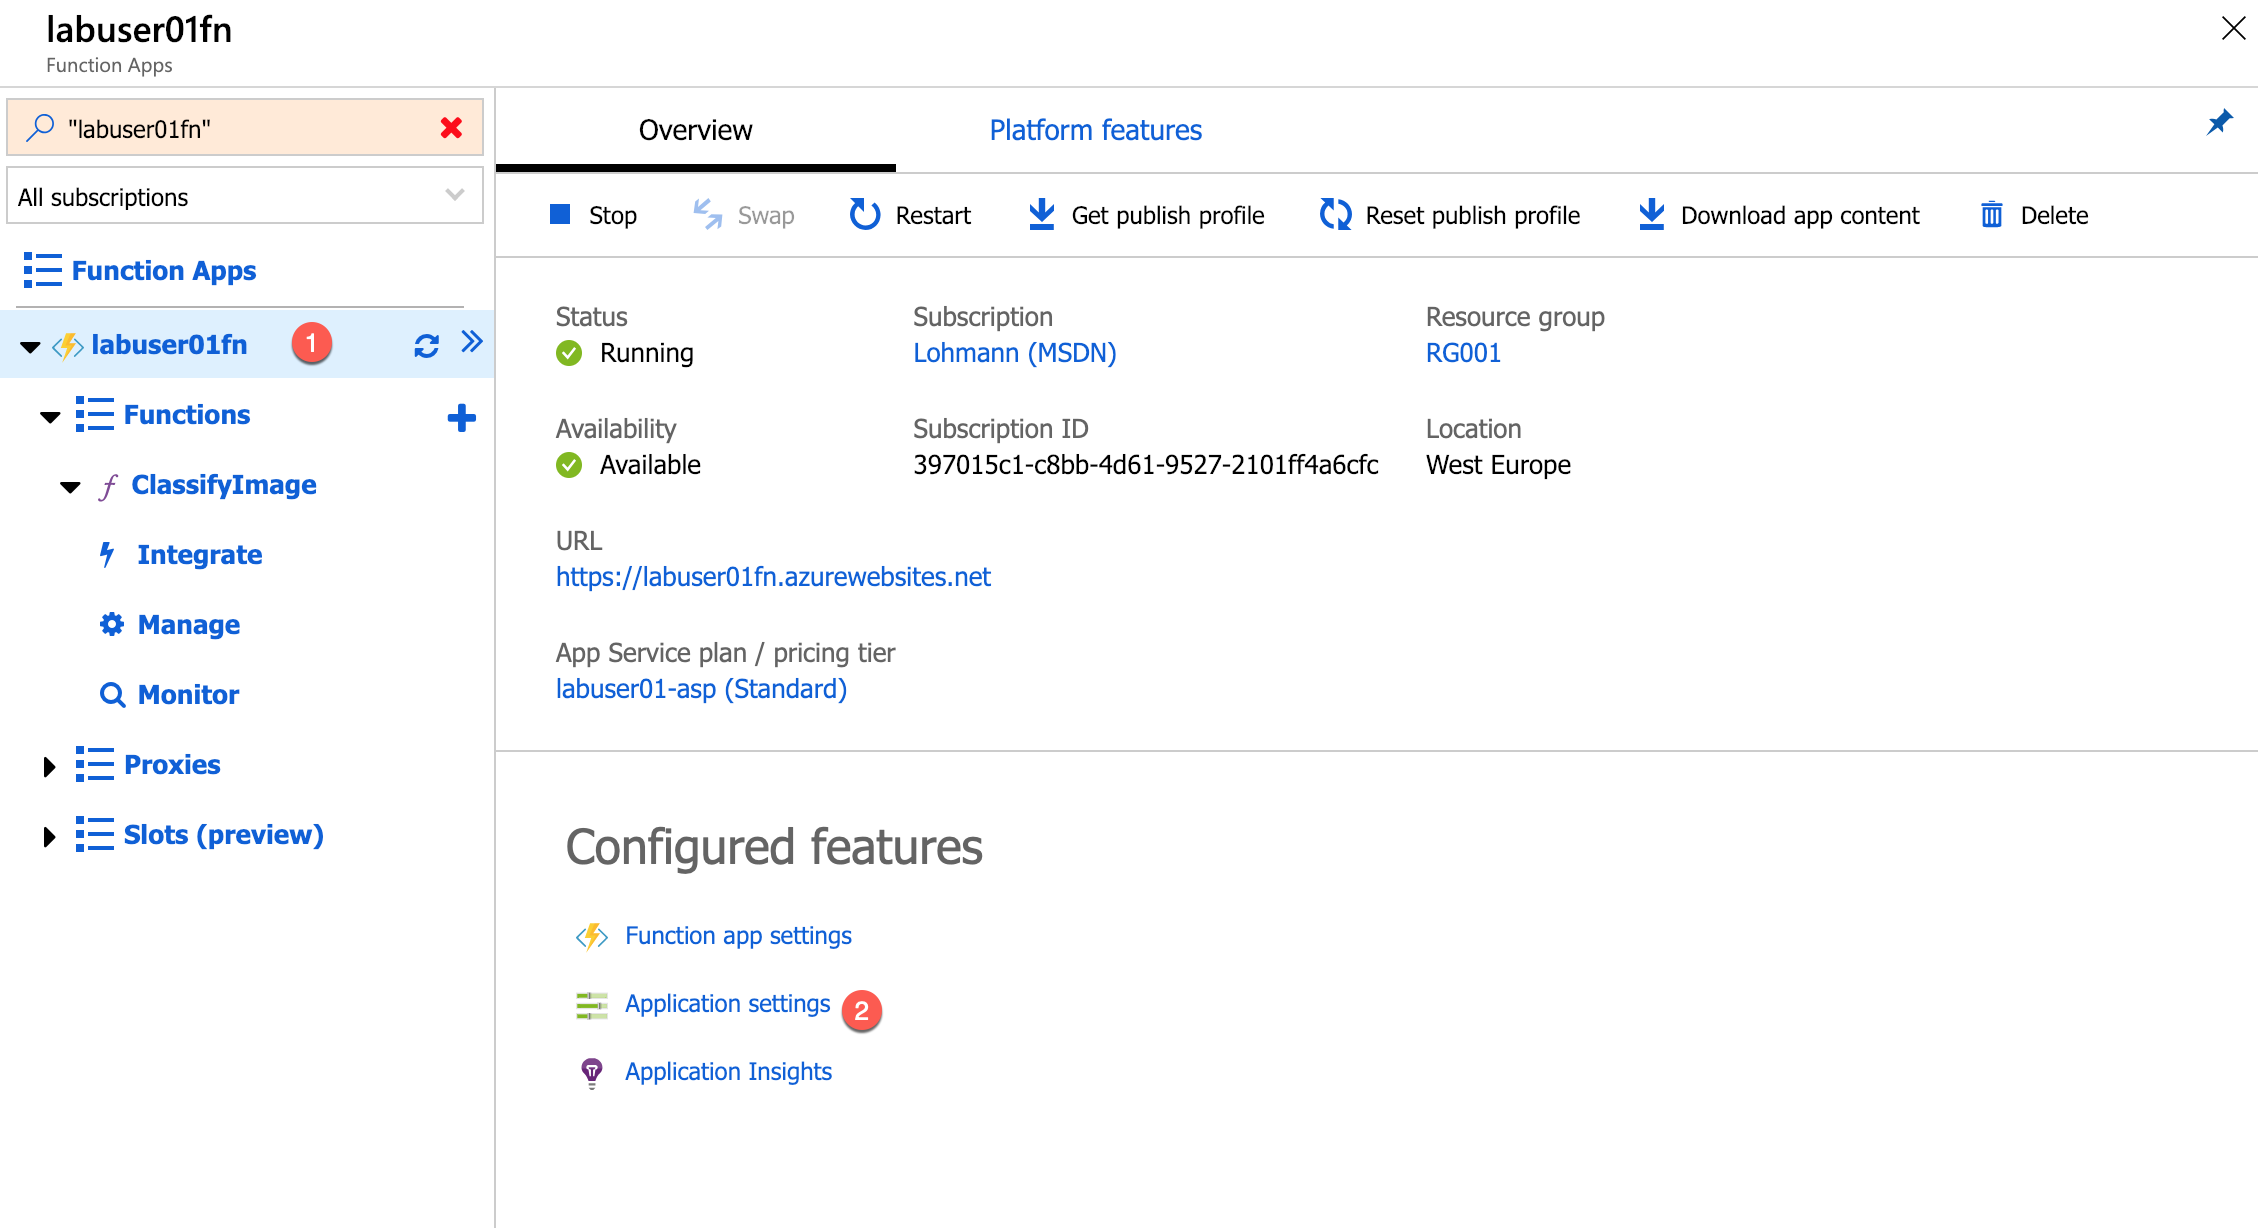 labuser01fn
Function Apps
"labuser01fn"
All subscriptions
Function Apps
labuser01fn 1
Functions
ClassifyImage
Integrate
Manage
Monitor
Proxies
Slots (preview)
Overview Platform features
Stop Swap Restart Get publish profile Reset publish profile Download app content Delete
Status Subscription Resource group
Running Lohmann (MSDN) RG001
Availability Subscription ID Location
Available 397015c1-c8bb-4d61-9527-2101ff4a6cfc West Europe
URL
https://labuser01fn.azurewebsites.net
App Service plan / pricing tier
labuser01-asp (Standard)
Configured features
Function app settings
Application settings 2
Application Insights